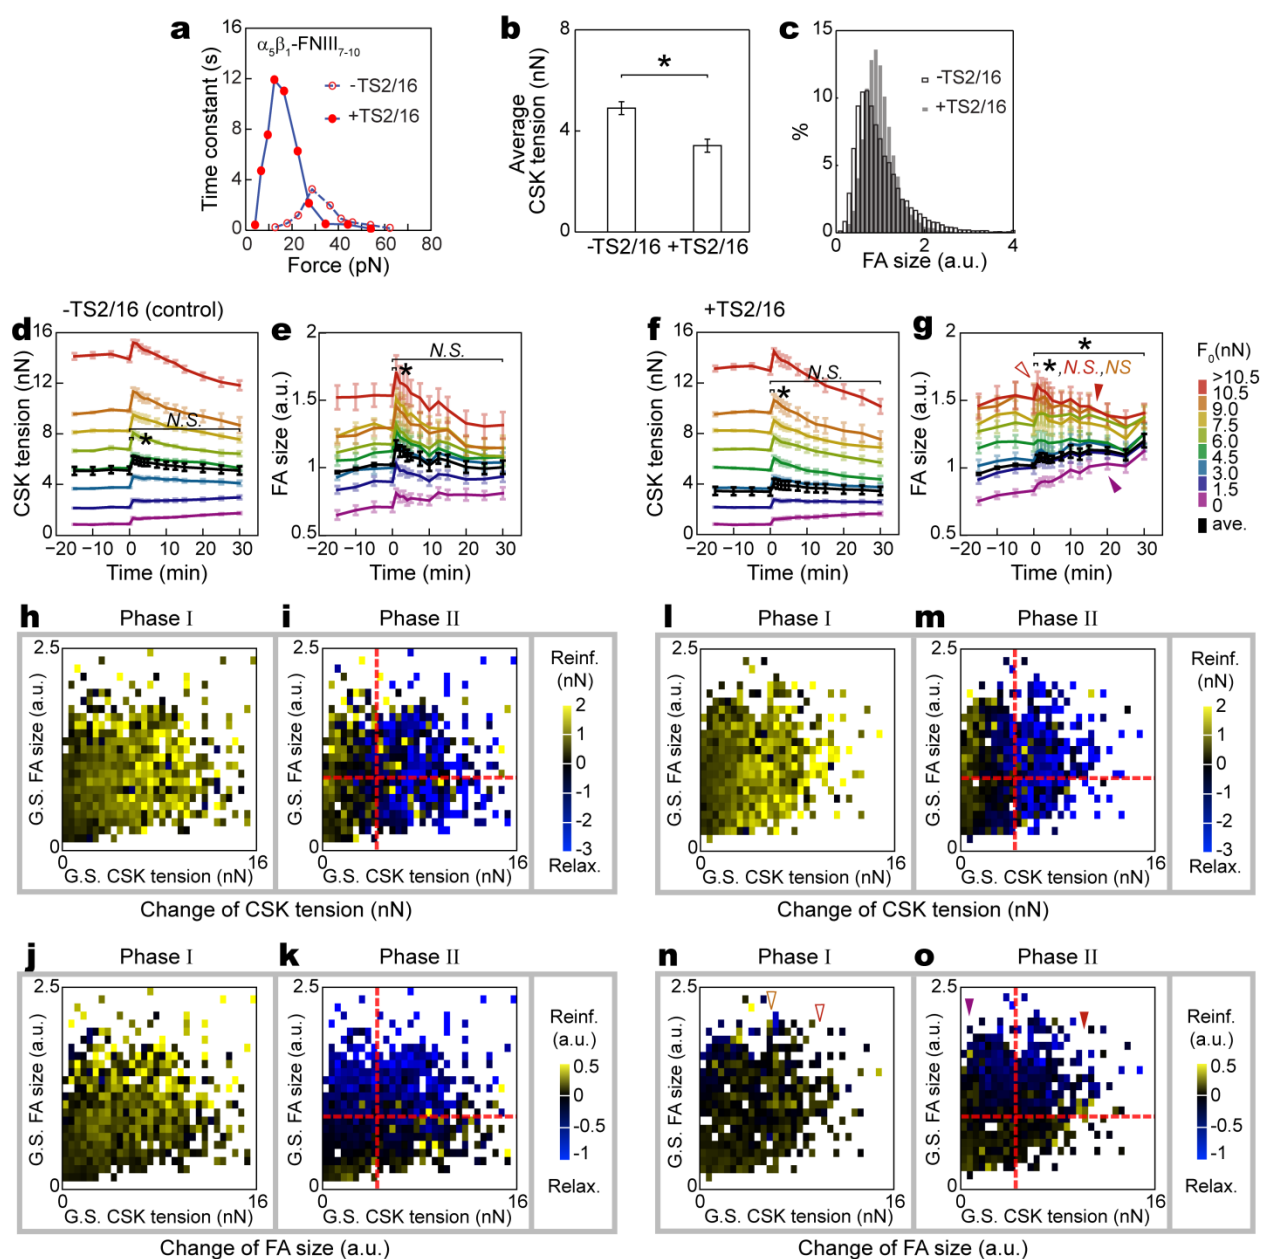 a
16
12
8
4
0
Time constant (s)
α5β1-FNIII7-10
-TS2/16
+TS2/16
0 20 40 60 80
Force (pN)
b
8
4
0
Average
CSK tension (nN)
*
-TS2/16 +TS2/16
c
15
10
5
0
%
-TS2/16
+TS2/16
0 2 4
FA size (a.u.)
-TS2/16 (control)
d
16
12
8
4
0
CSK tension (nN)
N.S.
*
−20 −10 0 10 20 30
Time (min)
e
2
1.5
1
0.5
FA size (a.u.)
N.S.
*
−20 −10 0 10 20 30
Time (min)
+TS2/16
f
16
12
8
4
0
CSK tension (nN)
N.S.
*
−20 −10 0 10 20 30
Time (min)
g
2
1.5
1
0.5
FA size (a.u.)
*
*,N.S.,NS
−20 −10 0 10 20 30
Time (min)
F0(nN)
>10.5
10.5
9.0
7.5
6.0
4.5
3.0
1.5
0
ave.
h
Phase I
2.5
G.S. FA size (a.u.)
0
0 16
G.S. CSK tension (nN)
i
Phase II
G.S. FA size (a.u.)
0 16
G.S. CSK tension (nN)
Reinf.
(nN)
2
1
0
-1
-2
-3
Relax.
Change of CSK tension (nN)
l
Phase I
2.5
G.S. FA size (a.u.)
0
0 16
G.S. CSK tension (nN)
m
Phase II
G.S. FA size (a.u.)
0 16
G.S. CSK tension (nN)
Reinf.
(nN)
2
1
0
-1
-2
-3
Relax.
Change of CSK tension (nN)
j
Phase I
2.5
G.S. FA size (a.u.)
0
0 16
G.S. CSK tension (nN)
k
Phase II
2.5
G.S. FA size (a.u.)
0
0 16
G.S. CSK tension (nN)
Reinf.
(a.u.)
0.5
0
-0.5
-1
Relax.
Change of FA size (a.u.)
n
Phase I
2.5
G.S. FA size (a.u.)
0
0 16
G.S. CSK tension (nN)
o
Phase II
2.5
G.S. FA size (a.u.)
0
0 16
G.S. CSK tension (nN)
Reinf.
(a.u.)
0.5
0
-0.5
-1
Relax.
Change of FA size (a.u.)